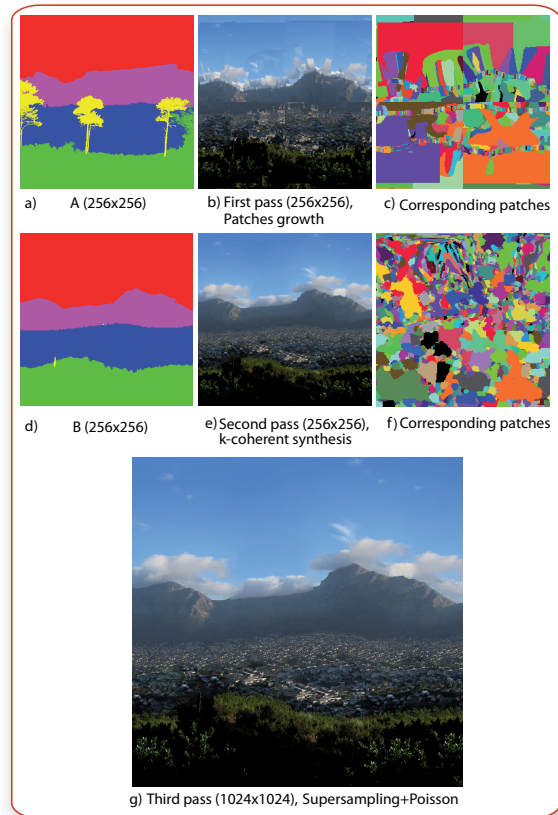 a) A (256x256)
b) First pass (256x256),
Patches growth
c) Corresponding patches
d) B (256x256)
e) Second pass (256x256),
k-coherent synthesis
f) Corresponding patches
g) Third pass (1024x1024), Supersampling+Poisson